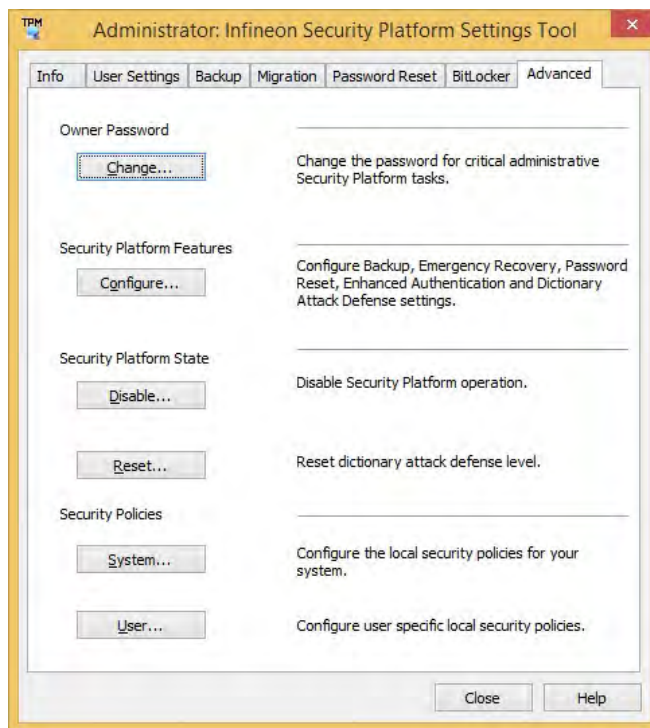 TPM
Administrator: Infineon Security Platform Settings Tool
Info
User Settings
Backup
Migration
Password Reset
BitLocker
Advanced
Owner Password
Change...
Change the password for critical administrative
Security Platform tasks.
Security Platform Features
Configure...
Configure Backup, Emergency Recovery, Password
Reset, Enhanced Authentication and Dictionary
Attack Defense settings.
Security Platform State
Disable...
Disable Security Platform operation.
Reset...
Reset dictionary attack defense level.
Security Policies
System...
Configure the local security policies for your
system.
User...
Configure user specific local security policies.
Close
Help